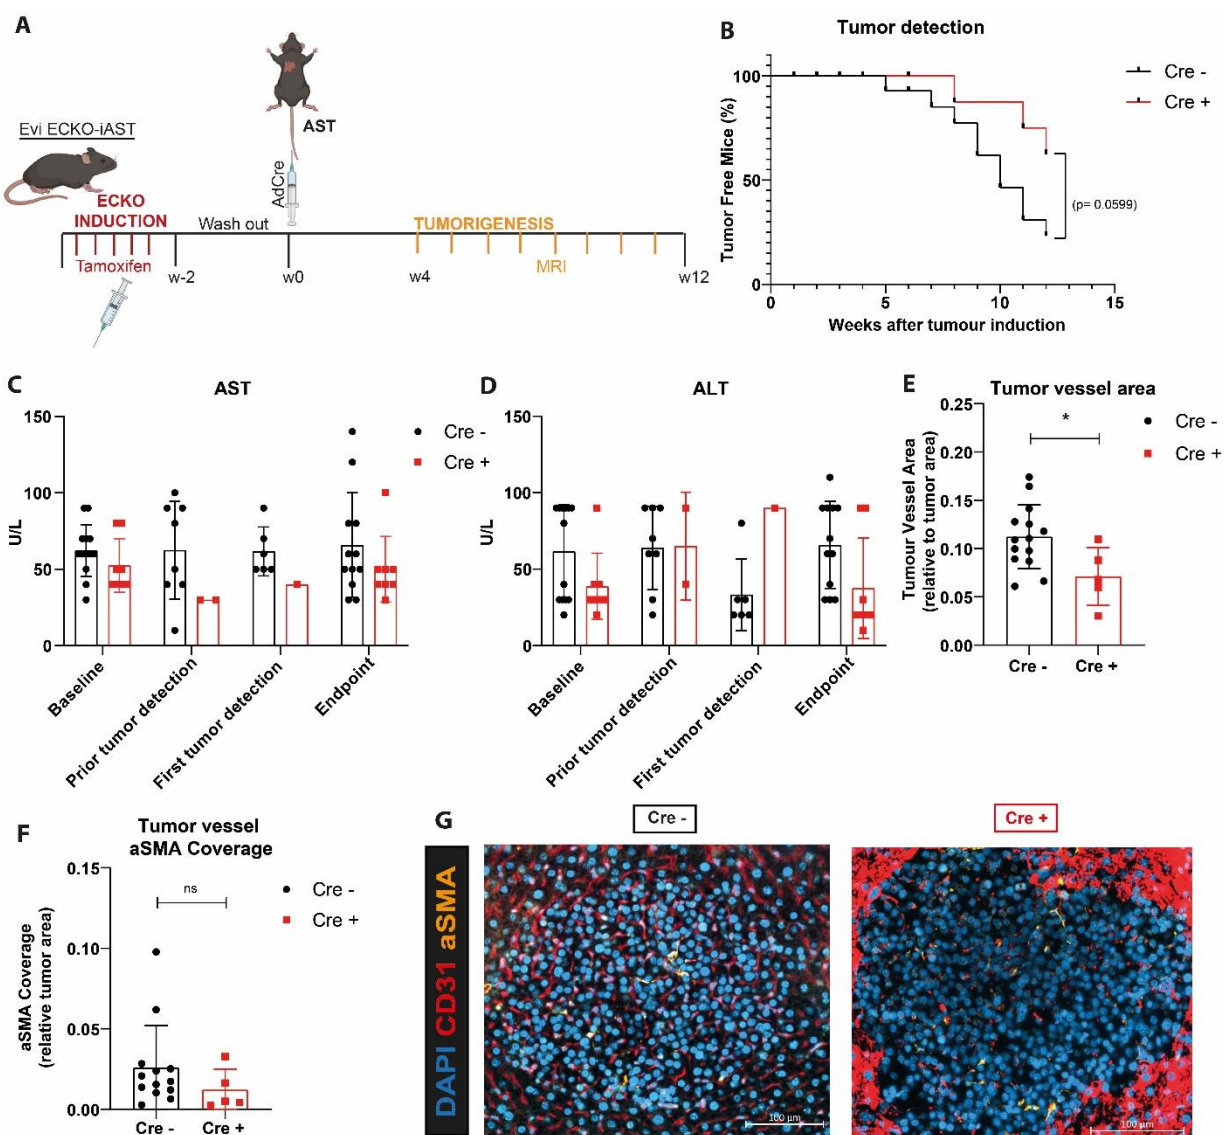 A
Evi ECKO-iAST
ECKO
INDUCTION
Tamoxifen
Wash out
AdCre
AST
TUMORIGENESIS
MRI
w-2
w0
w4
w12
B
Tumor detection
Tumor Free Mice (%)
100
50
0
0
5
10
15
Weeks after tumour induction
Cre -
Cre +
(p= 0.0599)
C
AST
U/L
150
100
50
0
Baseline
Prior tumor detection
First tumor detection
Endpoint
Cre -
Cre +
D
ALT
U/L
150
100
50
0
Baseline
Prior tumor detection
First tumor detection
Endpoint
E
Tumor vessel area
Tumour Vessel Area
(relative to tumor area)
0.25
0.20
0.15
0.10
0.05
0.00
*
Cre -
Cre +
Cre -
Cre +
F
Tumor vessel
aSMA Coverage
aSMA Coverage
(relative tumor area)
0.15
0.10
0.05
0.00
ns
Cre -
Cre +
Cre -
Cre +
G
Cre -
Cre +
DAPI CD31 aSMA
100 µm
100 µm